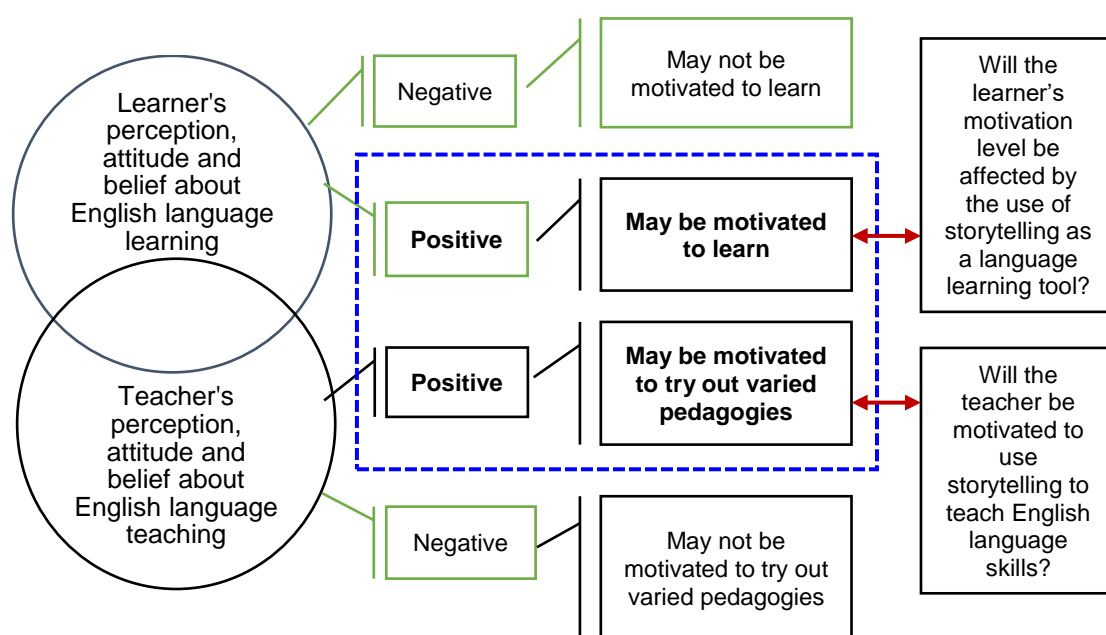 Learner's
perception,
attitude and
belief about
English language
learning
Negative
May not be
motivated to learn
Positive
May be motivated
to learn
Will the
learner’s
motivation
level be
affected by
the use of
storytelling as
a language
learning tool?
Teacher's
perception,
attitude and
belief about
English language
teaching
Positive
May be motivated
to try out varied
pedagogies
Negative
May not be
motivated to try out
varied pedagogies
Will the
teacher be
motivated to
use
storytelling to
teach English
language
skills?